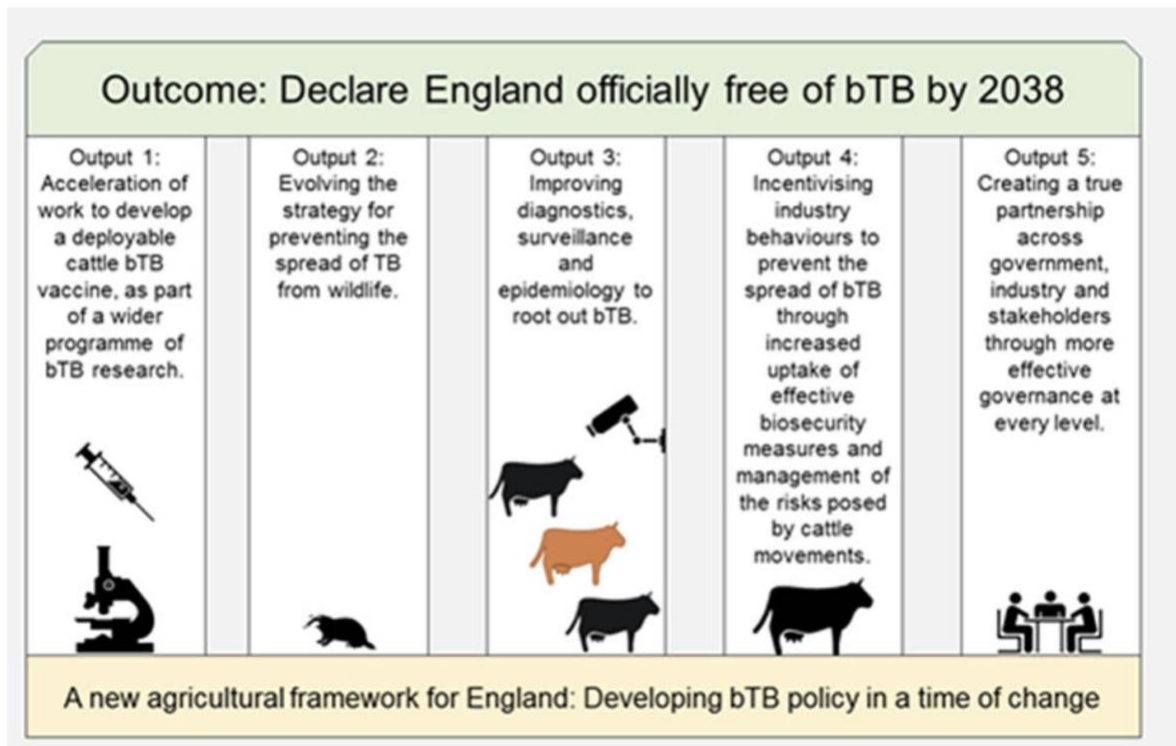 Outcome: Declare England officially free of bTB by 2038
Output 1:
Acceleration of
work to develop
a deployable
cattle bTB
vaccine, as part
of a wider
programme of
bTB research.
Output 2:
Evolving the
strategy for
preventing the
spread of TB
from wildlife.
Output 3:
Improving
diagnostics,
surveillance
and
epidemiology to
root out bTB.
Output 4:
Incentivising
industry
behaviours to
prevent the
spread of bTB
through
increased
uptake of
effective
biosecurity
measures and
management of
the risks posed
by cattle
movements.
Output 5:
Creating a true
partnership
across
government,
industry and
stakeholders
through more
effective
governance at
every level.
A new agricultural framework for England: Developing bTB policy in a time of change